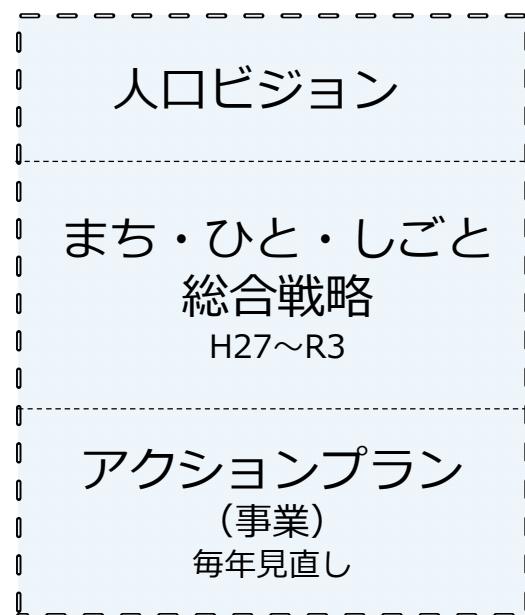 人口ビジョン
まち・ひと・しごと
総合戦略
H27～R3
アクションプラン
（事業）
毎年見直し